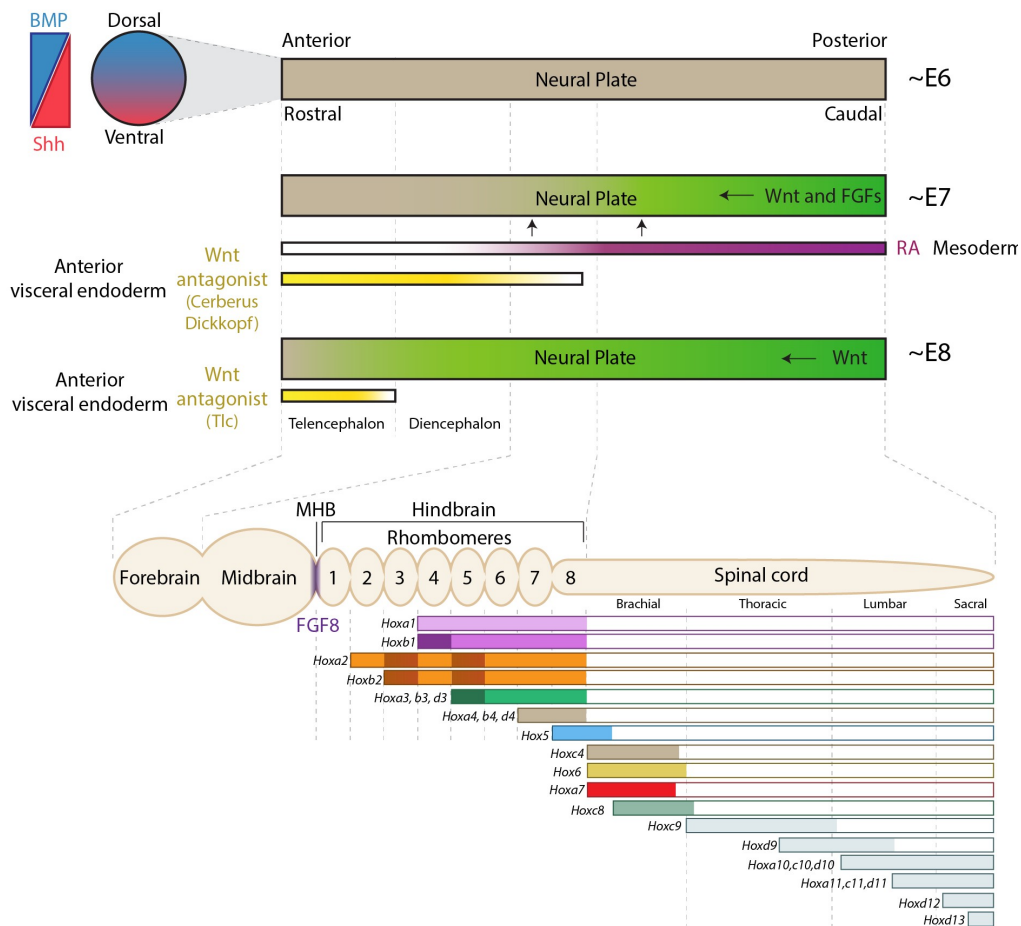 BMP
Dorsal
Ventral
Shh
Anterior
Posterior
Neural Plate
~E6
Rostral
Caudal
Neural Plate
Wnt and FGFs
~E7
RA
Mesoderm
Anterior
visceral endoderm
Wnt
antagonist
(Cerberus
Dickkopf)
Neural Plate
Wnt
~E8
Anterior
visceral endoderm
Wnt
antagonist
(Tlc)
Telencephalon
Diencephalon
MHB
Hindbrain
Rhombomeres
Forebrain
Midbrain
1
2
3
4
5
6
7
8
Spinal cord
Brachial
Thoracic
Lumbar
Sacral
FGF8
Hoxa1
Hoxb1
Hoxa2
Hoxb2
Hoxa3, b3, d3
Hoxa4, b4, d4
Hox5
Hoxc4
Hox6
Hoxa7
Hoxc8
Hoxc9
Hoxd9
Hoxa10,c10,d10
Hoxa11,c11,d11
Hoxd12
Hoxd13